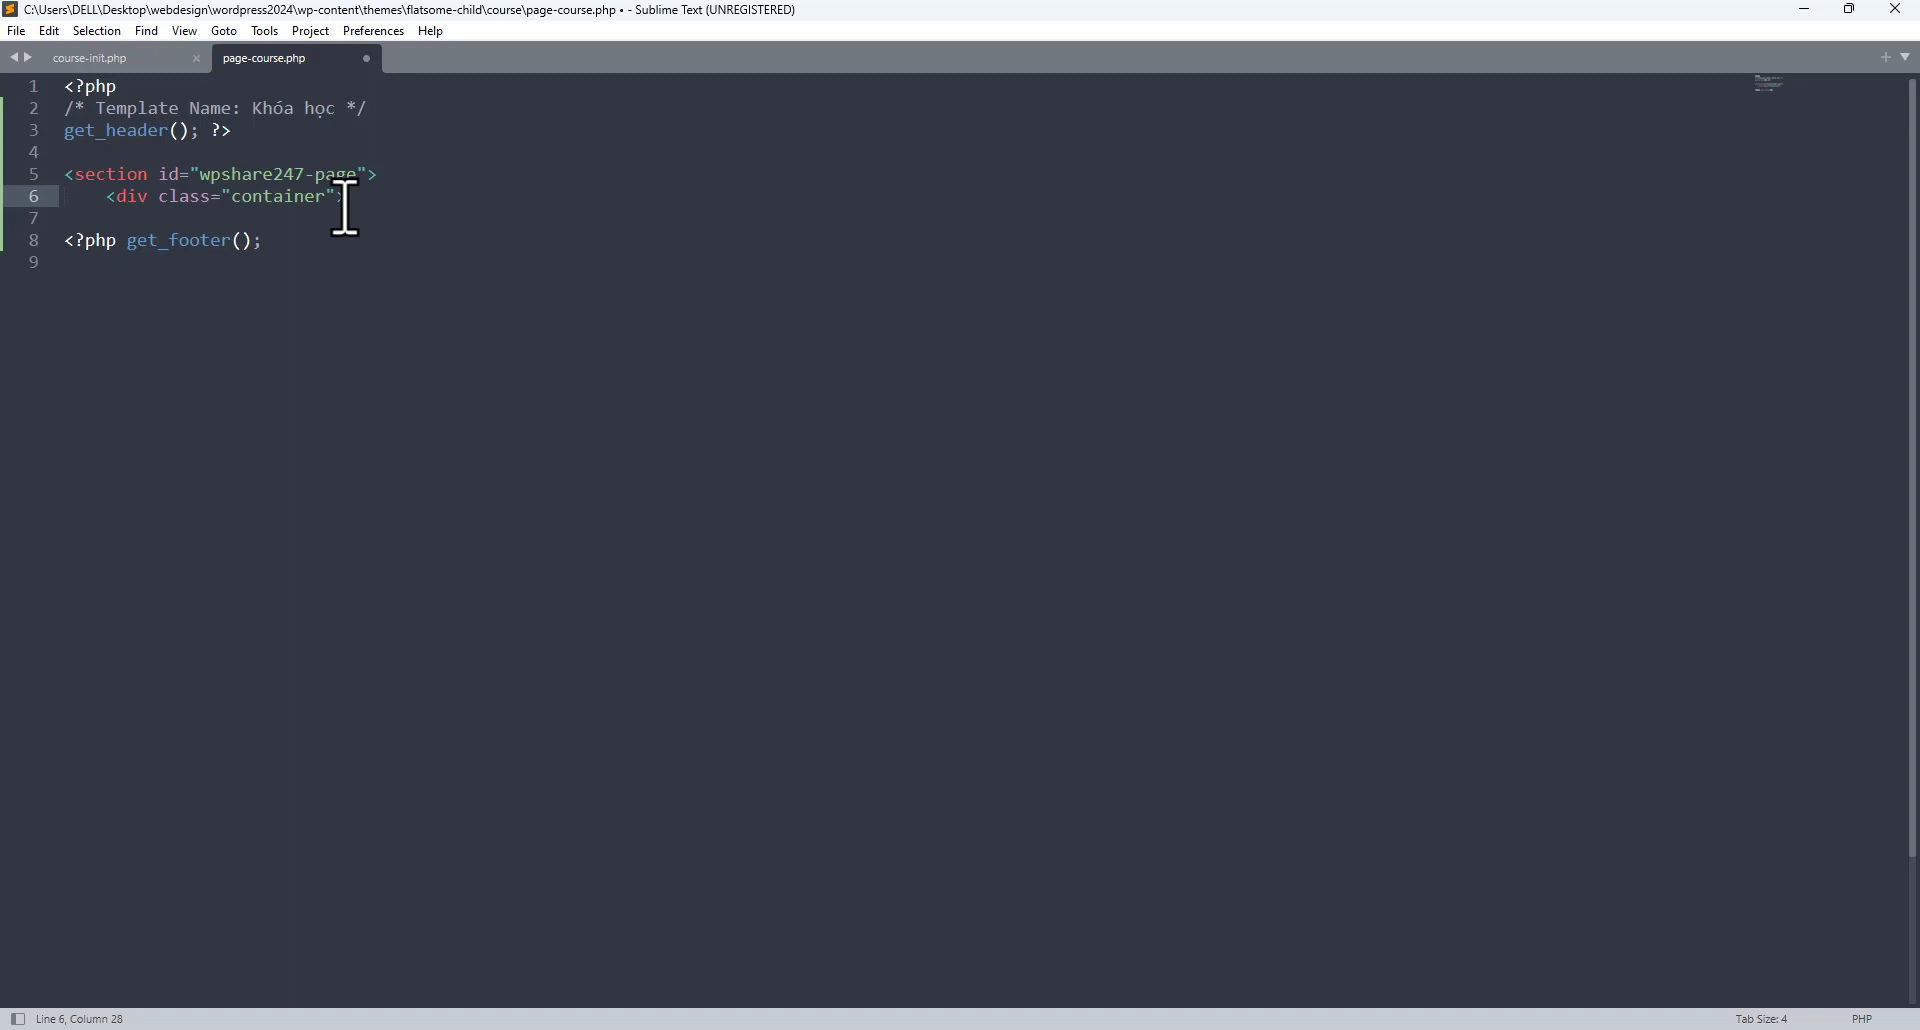 C:\Users\DELL\Desktop\webdesign\wordpress2024\wp-content\themes\flatsome-child\course\page-course.php • - Sublime Text (UNREGISTERED)
File Edit Selection Find View Goto Tools Project Preferences Help
course-init.php page-course.php
1 <?php
2 /* Template Name: Khóa học */
3 get_header(); ?>
4
5 <section id="wpshare247-page">
6 <div class="container">
7
8 <?php get_footer();
9
Line 6, Column 28 Tab Size: 4 PHP